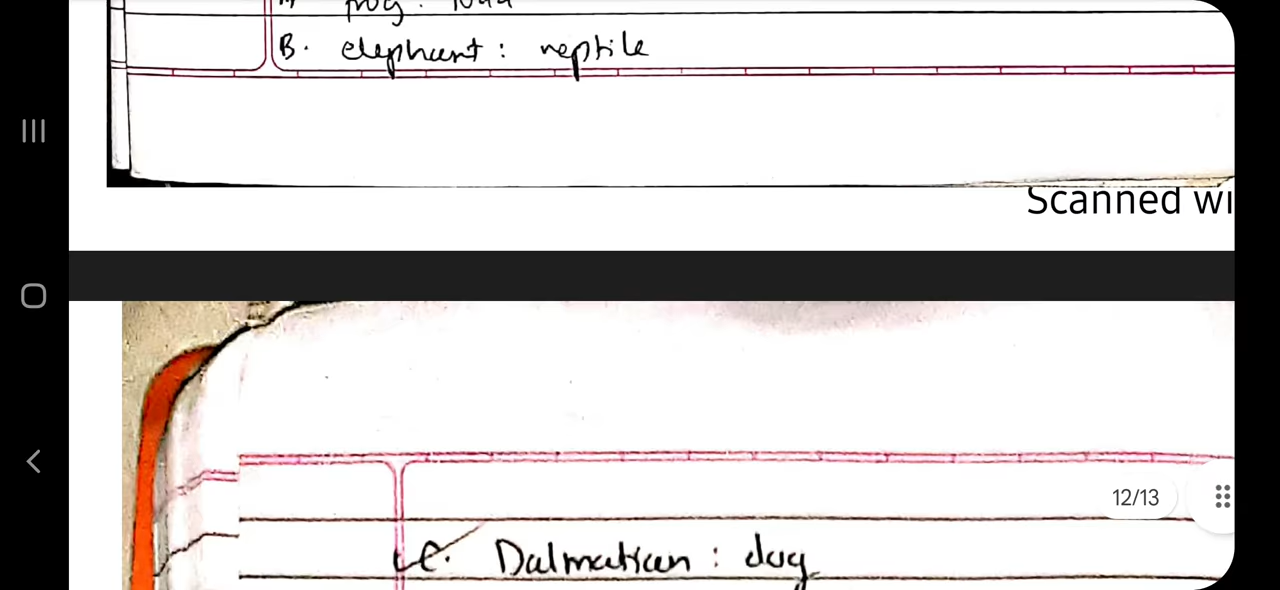 B. elephant : reptile
Scanned wi
12/13
C. Dalmatian : dog